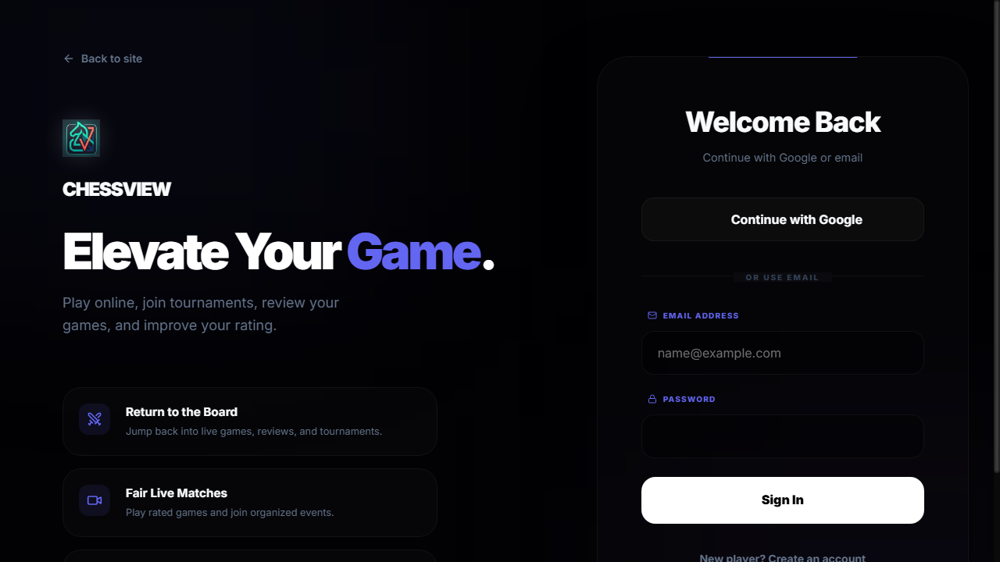 Back to site
CHESSVIEW
Elevate Your Game.
Play online, join tournaments, review your
games, and improve your rating.
Return to the Board
Jump back into live games, reviews, and tournaments.
Fair Live Matches
Play rated games and join organized events.
Welcome Back
Continue with Google or email
Continue with Google
OR USE EMAIL
EMAIL ADDRESS
name@example.com
PASSWORD
Sign In
New player? Create an account